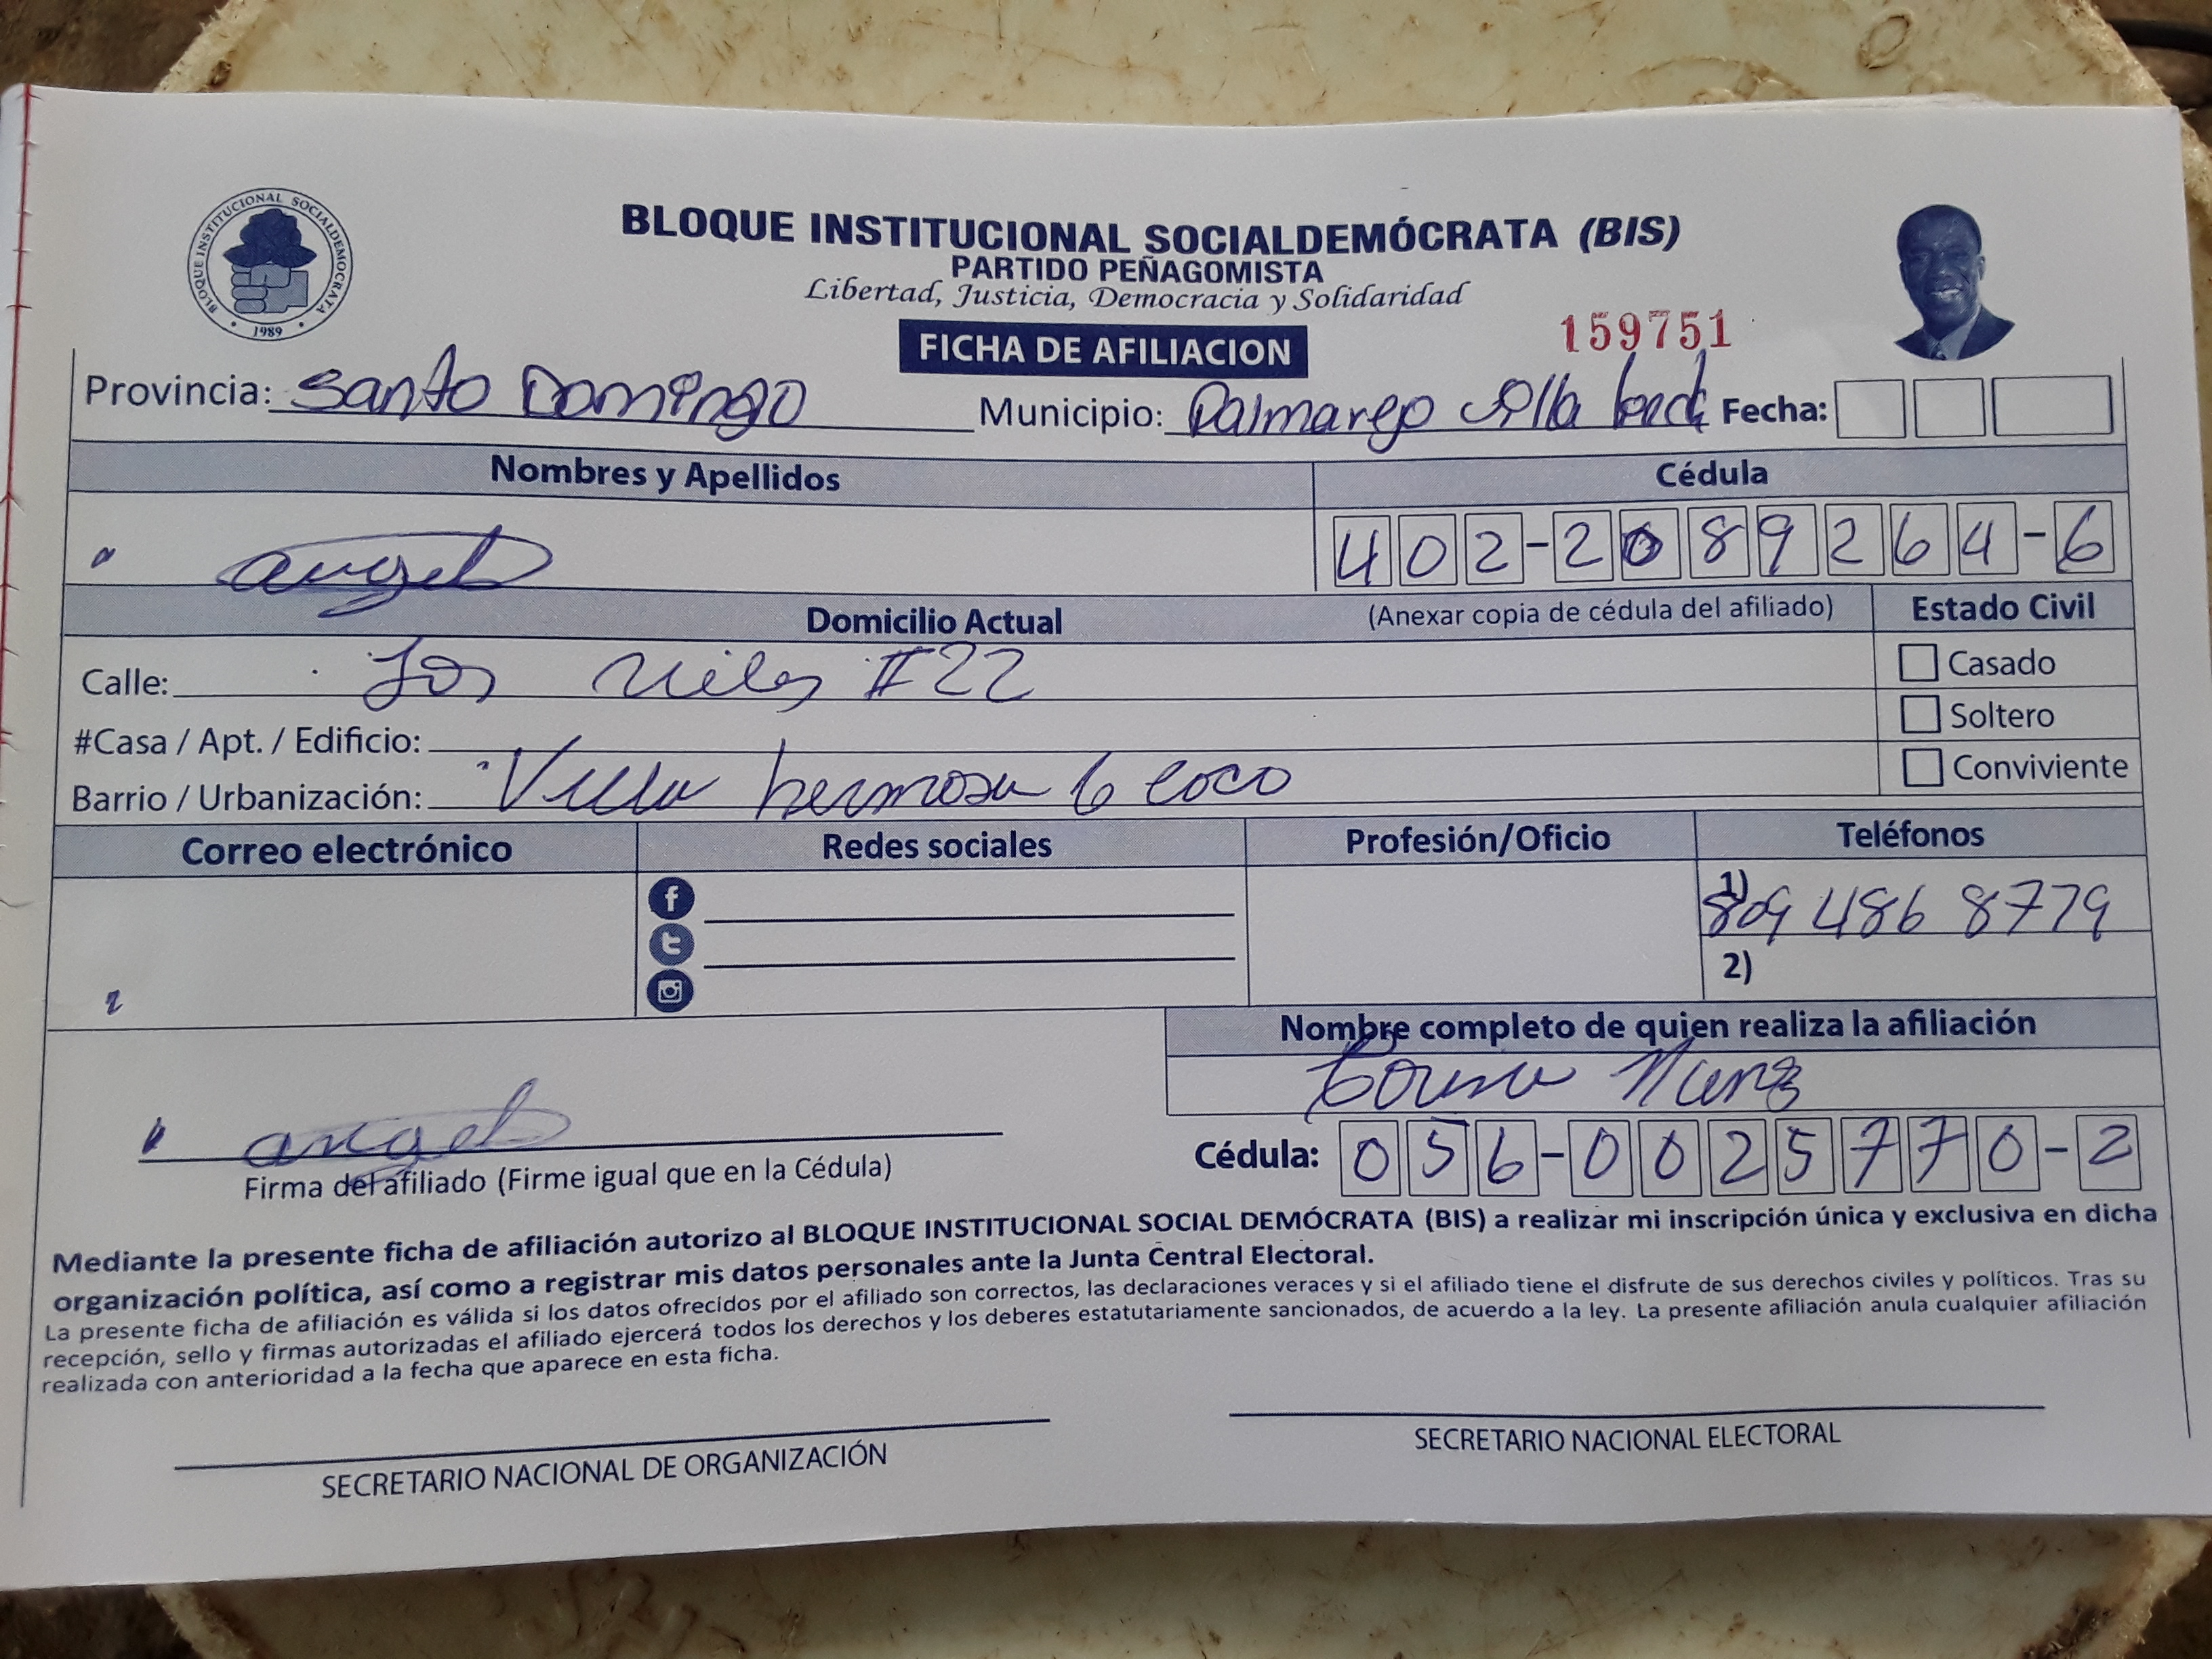 BLOQUE INSTITUCIONAL SOCIALDEMOCRATA
1989
BLOQUE INSTITUCIONAL SOCIALDEMÓCRATA (BIS)
PARTIDO PEÑAGOMISTA
Libertad, Justicia, Democracia y Solidaridad
FICHA DE AFILIACION
159751
Provincia: Santo Domingo Municipio: Palmarejo villa Fecha:
Nombres y Apellidos Cédula
angel 402-2089264-6
Domicilio Actual (Anexar copia de cédula del afiliado) Estado Civil
Calle: Los #22 Casado
#Casa / Apt. / Edificio: Soltero
Barrio / Urbanización: Villa hermosa coco Conviviente
Correo electrónico Redes sociales Profesión/Oficio Teléfonos
1) 809 486 8779
2)
Nombre completo de quien realiza la afiliación
angel
Firma del afiliado (Firme igual que en la Cédula)
Cédula: 056-0025770-2
Mediante la presente ficha de afiliación autorizo al BLOQUE INSTITUCIONAL SOCIAL DEMÓCRATA (BIS) a realizar mi inscripción única y exclusiva en dicha
organización política, así como a registrar mis datos personales ante la Junta Central Electoral.
La presente ficha de afiliación es válida si los datos ofrecidos por el afiliado son correctos, las declaraciones veraces y si el afiliado tiene el disfrute de sus derechos civiles y políticos. Tras su
recepción, sello y firmas autorizadas el afiliado ejercerá todos los derechos y los deberes estatutariamente sancionados, de acuerdo a la ley. La presente afiliación anula cualquier afiliación
realizada con anterioridad a la fecha que aparece en esta ficha.
SECRETARIO NACIONAL DE ORGANIZACIÓN SECRETARIO NACIONAL ELECTORAL